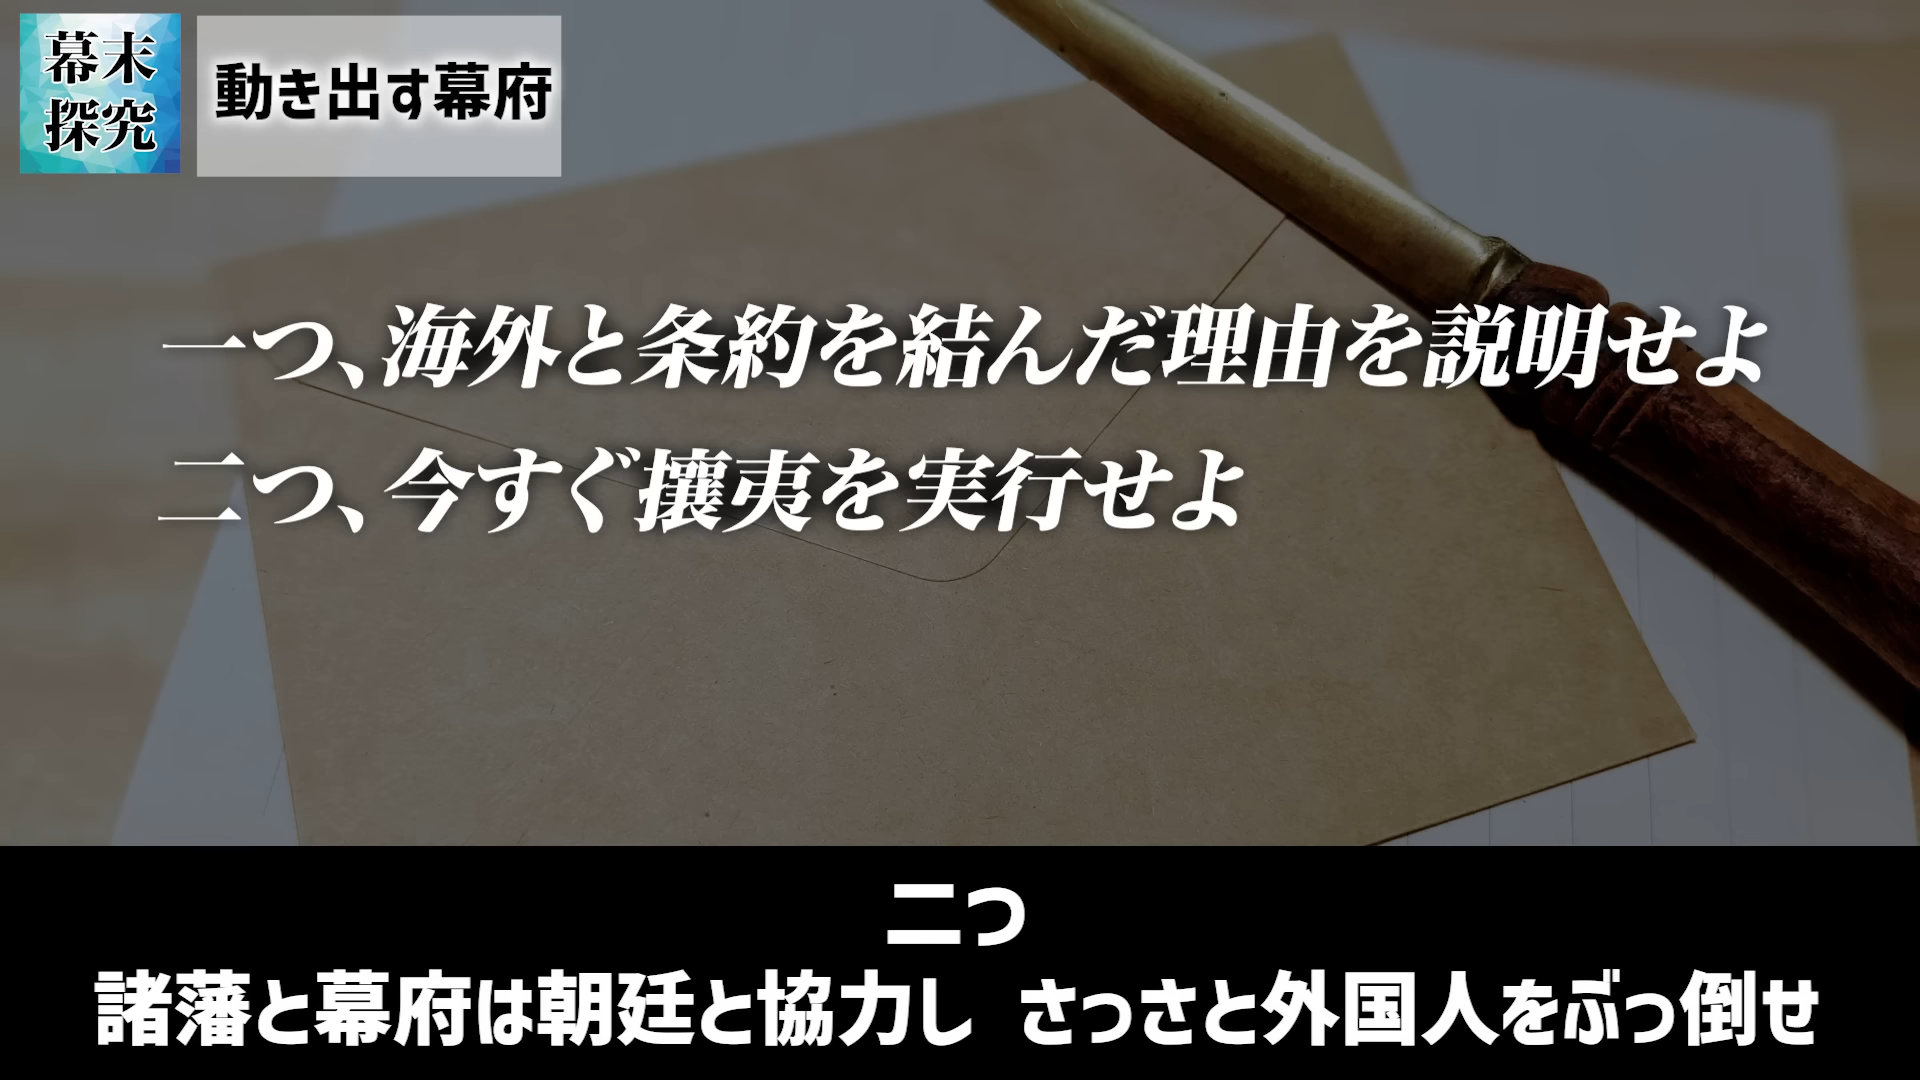 幕末
探究
動き出す幕府
一つ、海外と条約を結んだ理由を説明せよ
二つ、今すぐ攘夷を実行せよ
二つ
諸藩と幕府は朝廷と協力し さっさと外国人をぶっ倒せ